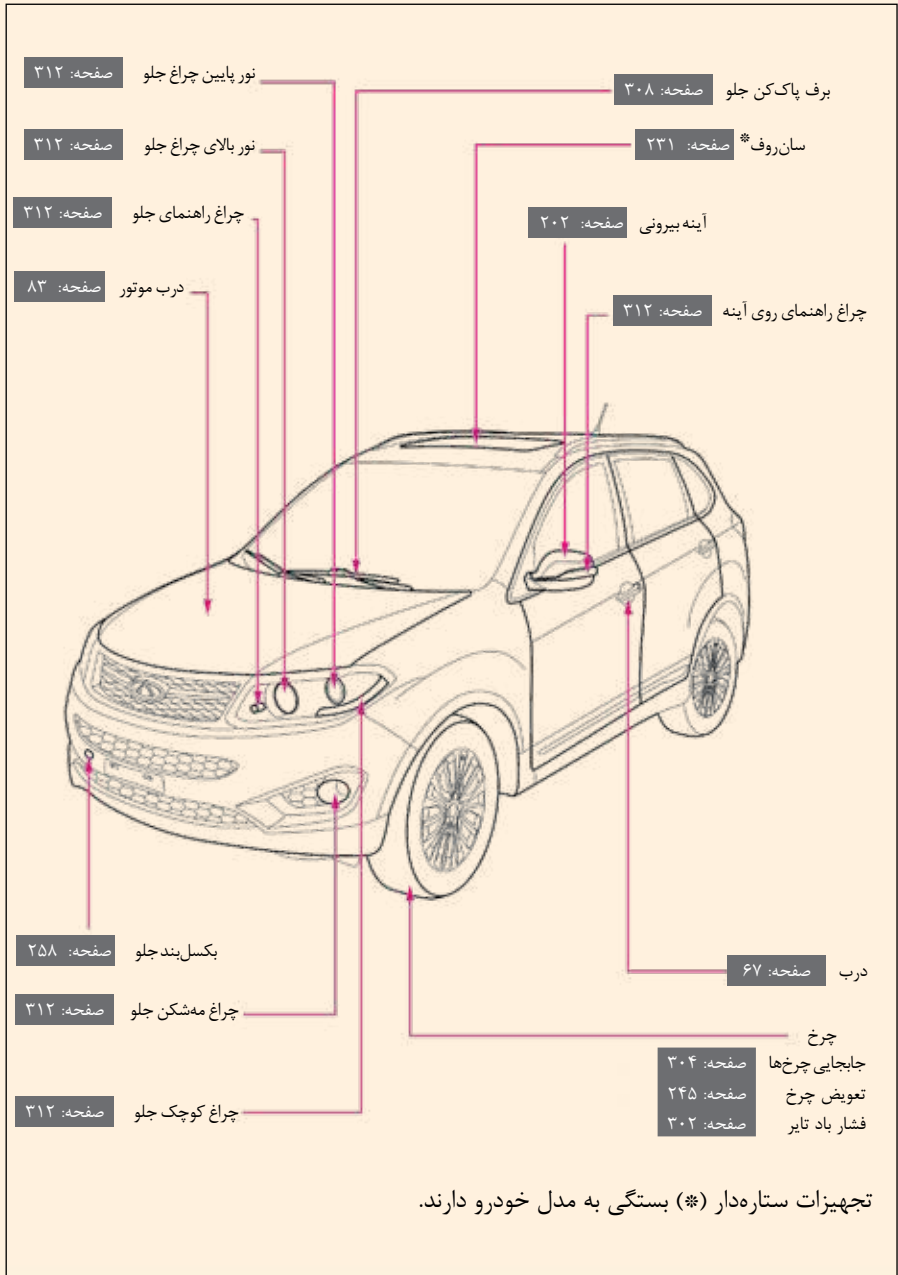 برف پاک‌کن جلو صفحه: ۳۰۸
سان‌روف* صفحه: ۲۳۱
آینه بیرونی صفحه: ۲۰۲
چراغ راهنمای روی آینه صفحه: ۳۱۲
نور پایین چراغ جلو صفحه: ۳۱۲
نور بالای چراغ جلو صفحه: ۳۱۲
چراغ راهنمای جلو صفحه: ۳۱۲
درب موتور صفحه: ۸۳
درب صفحه: ۶۷
چرخ
جابجایی چرخ‌ها صفحه: ۳۰۴
تعویض چرخ صفحه: ۲۴۵
فشار باد تایر صفحه: ۳۰۲
بکسل‌بند جلو صفحه: ۲۵۸
چراغ مه‌شکن جلو صفحه: ۳۱۲
چراغ کوچک جلو صفحه: ۳۱۲
تجهیزات ستاره‌دار (*) بستگی به مدل خودرو دارند.